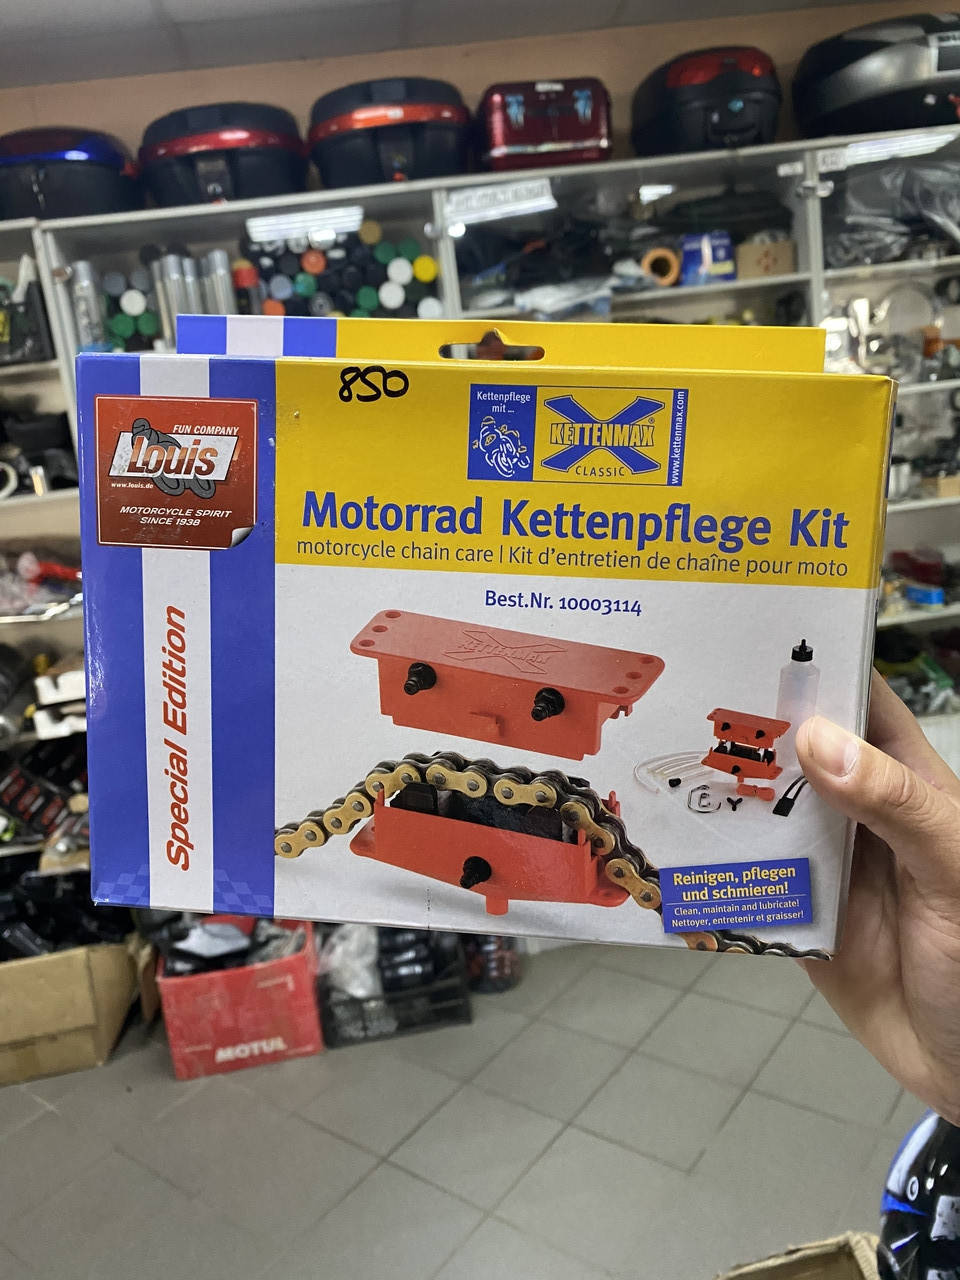 850
FUN COMPANY
Louis
www.louis.de
MOTORCYCLE SPIRIT
SINCE 1938
Special Edition
Kettenpflege
mit ...
KETTENMAX®
CLASSIC
www.kettenmax.com
Motorrad Kettenpflege Kit
motorcycle chain care | Kit d'entretien de chaîne pour moto
Best.Nr. 10003114
KETTENMAX
Reinigen, pflegen
und schmieren!
Clean, maintain and lubricate!
Nettoyer, entretenir et graisser!
MOTUL